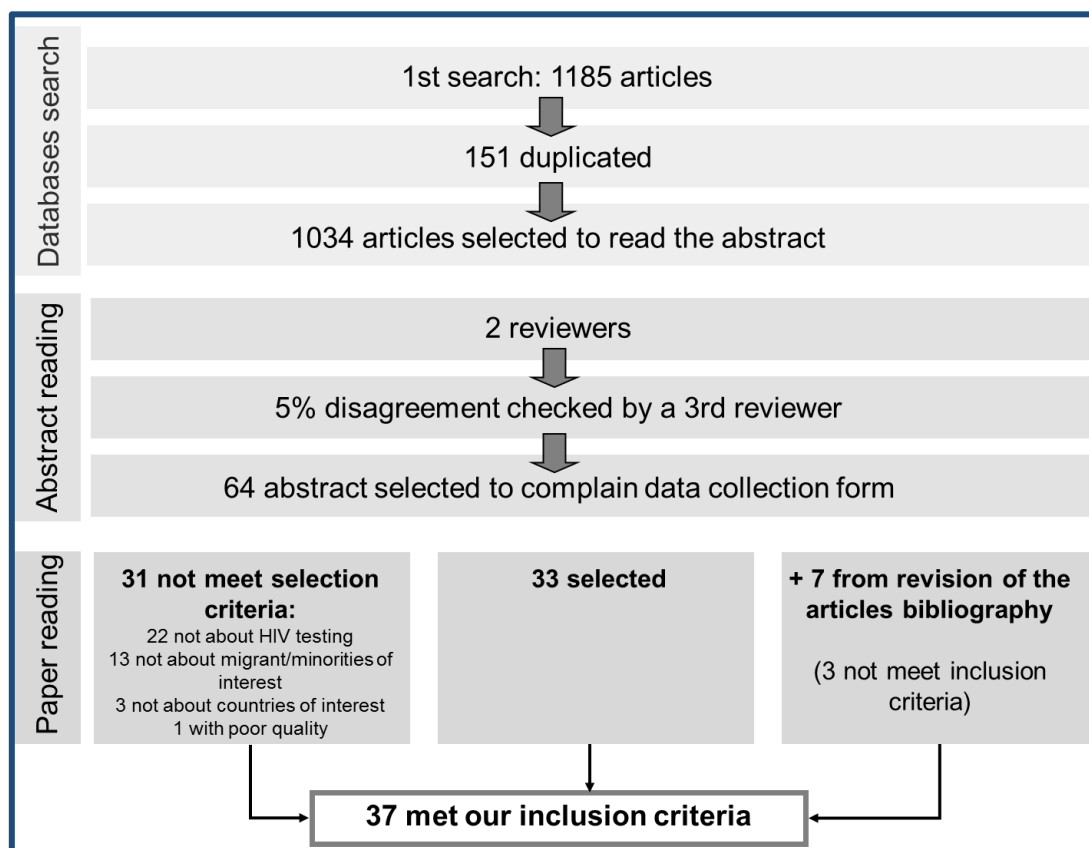 Databases search
1st search: 1185 articles
151 duplicated
1034 articles selected to read the abstract
Abstract reading
2 reviewers
5% disagreement checked by a 3rd reviewer
64 abstract selected to complain data collection form
Paper reading
31 not meet selection
criteria:
22 not about HIV testing
13 not about migrant/minorities of
interest
3 not about countries of interest
1 with poor quality
33 selected
+ 7 from revision of the
articles bibliography
(3 not meet inclusion
criteria)
37 met our inclusion criteria